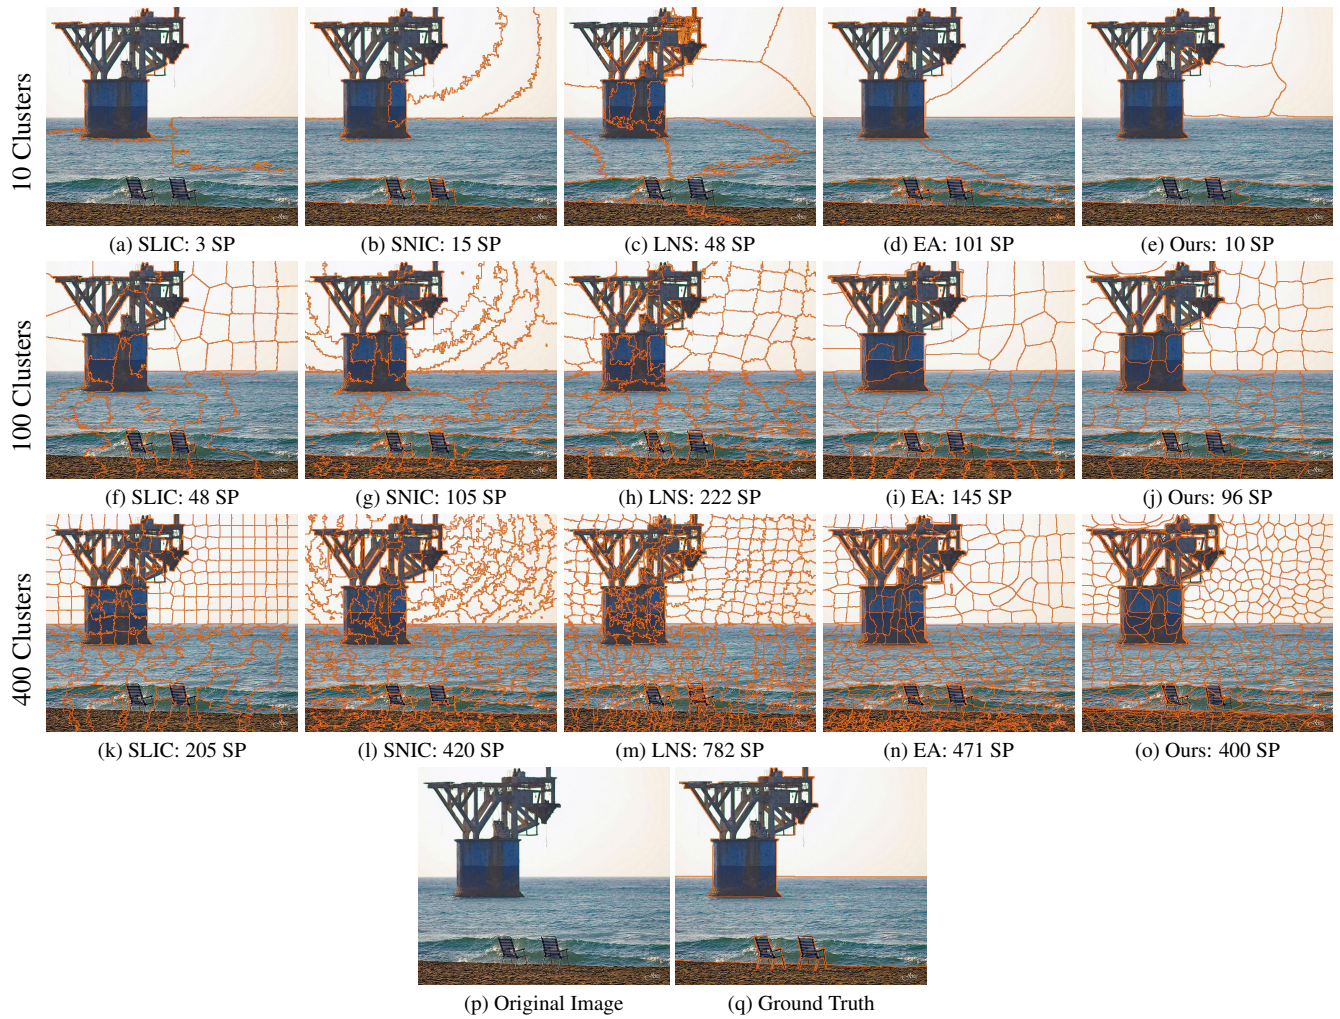 10 Clusters
(a) SLIC: 3 SP
(b) SNIC: 15 SP
(c) LNS: 48 SP
(d) EA: 101 SP
(e) Ours: 10 SP
100 Clusters
(f) SLIC: 48 SP
(g) SNIC: 105 SP
(h) LNS: 222 SP
(i) EA: 145 SP
(j) Ours: 96 SP
400 Clusters
(k) SLIC: 205 SP
(l) SNIC: 420 SP
(m) LNS: 782 SP
(n) EA: 471 SP
(o) Ours: 400 SP
(p) Original Image
(q) Ground Truth